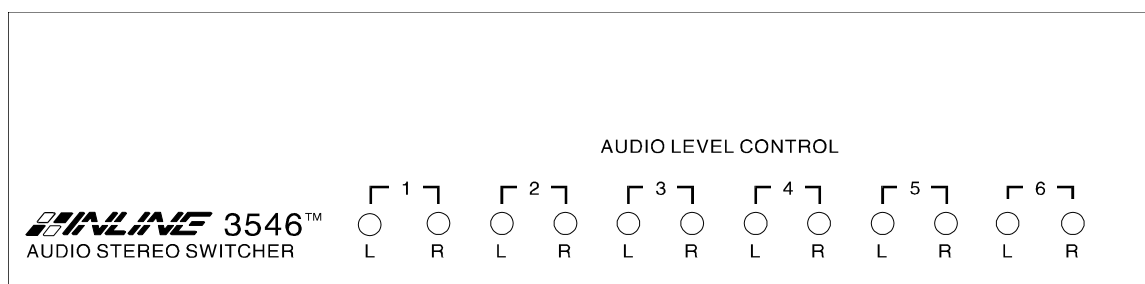 AUDIO LEVEL CONTROL
1 2 3 4 5 6
INLINE 3546™
AUDIO STEREO SWITCHER
L R L R L R L R L R L R